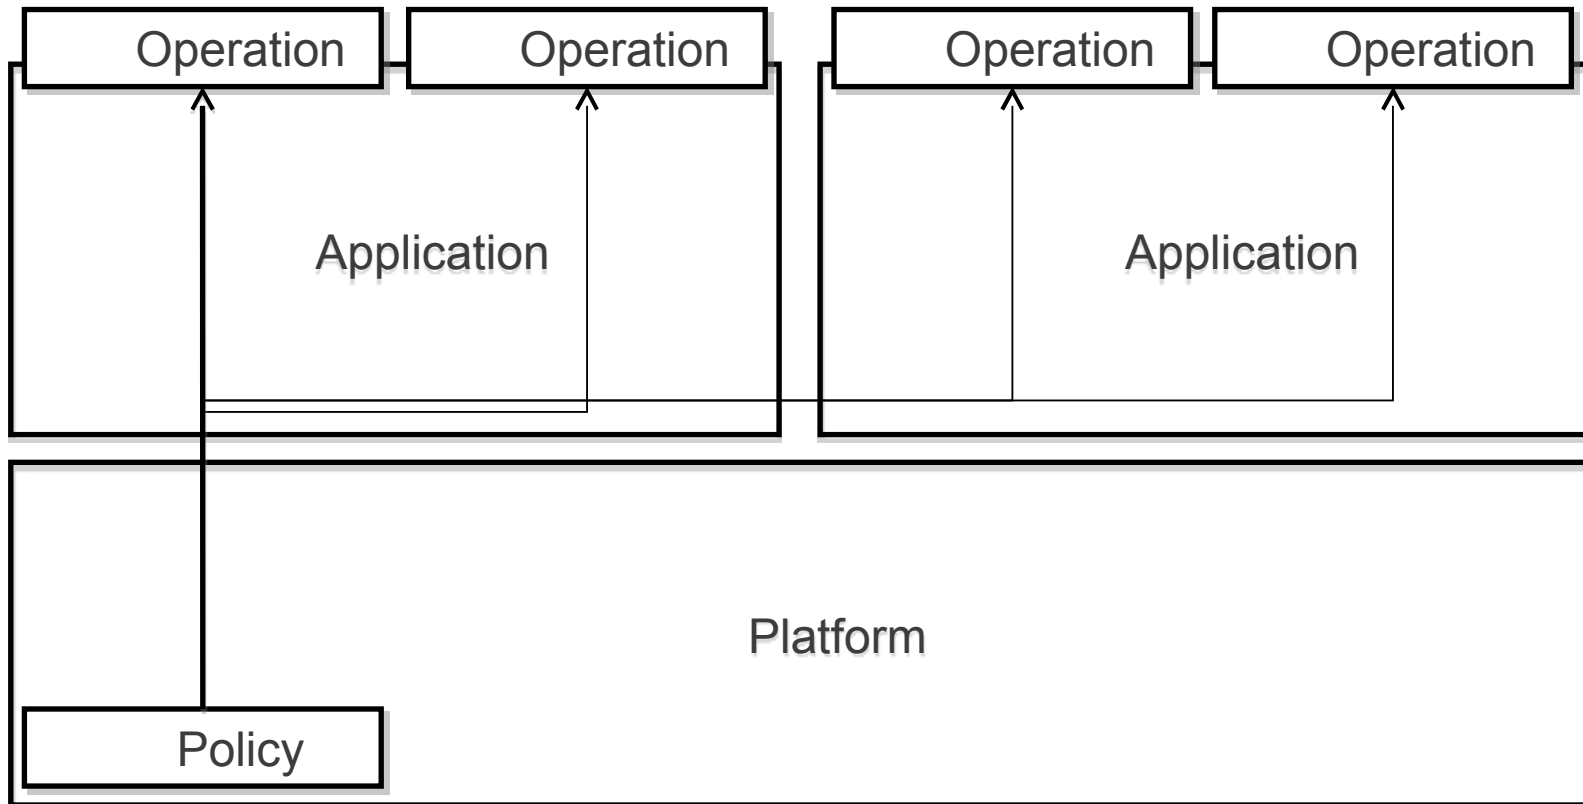 Operation
Operation
Operation
Operation
Application
Application
Platform
Policy